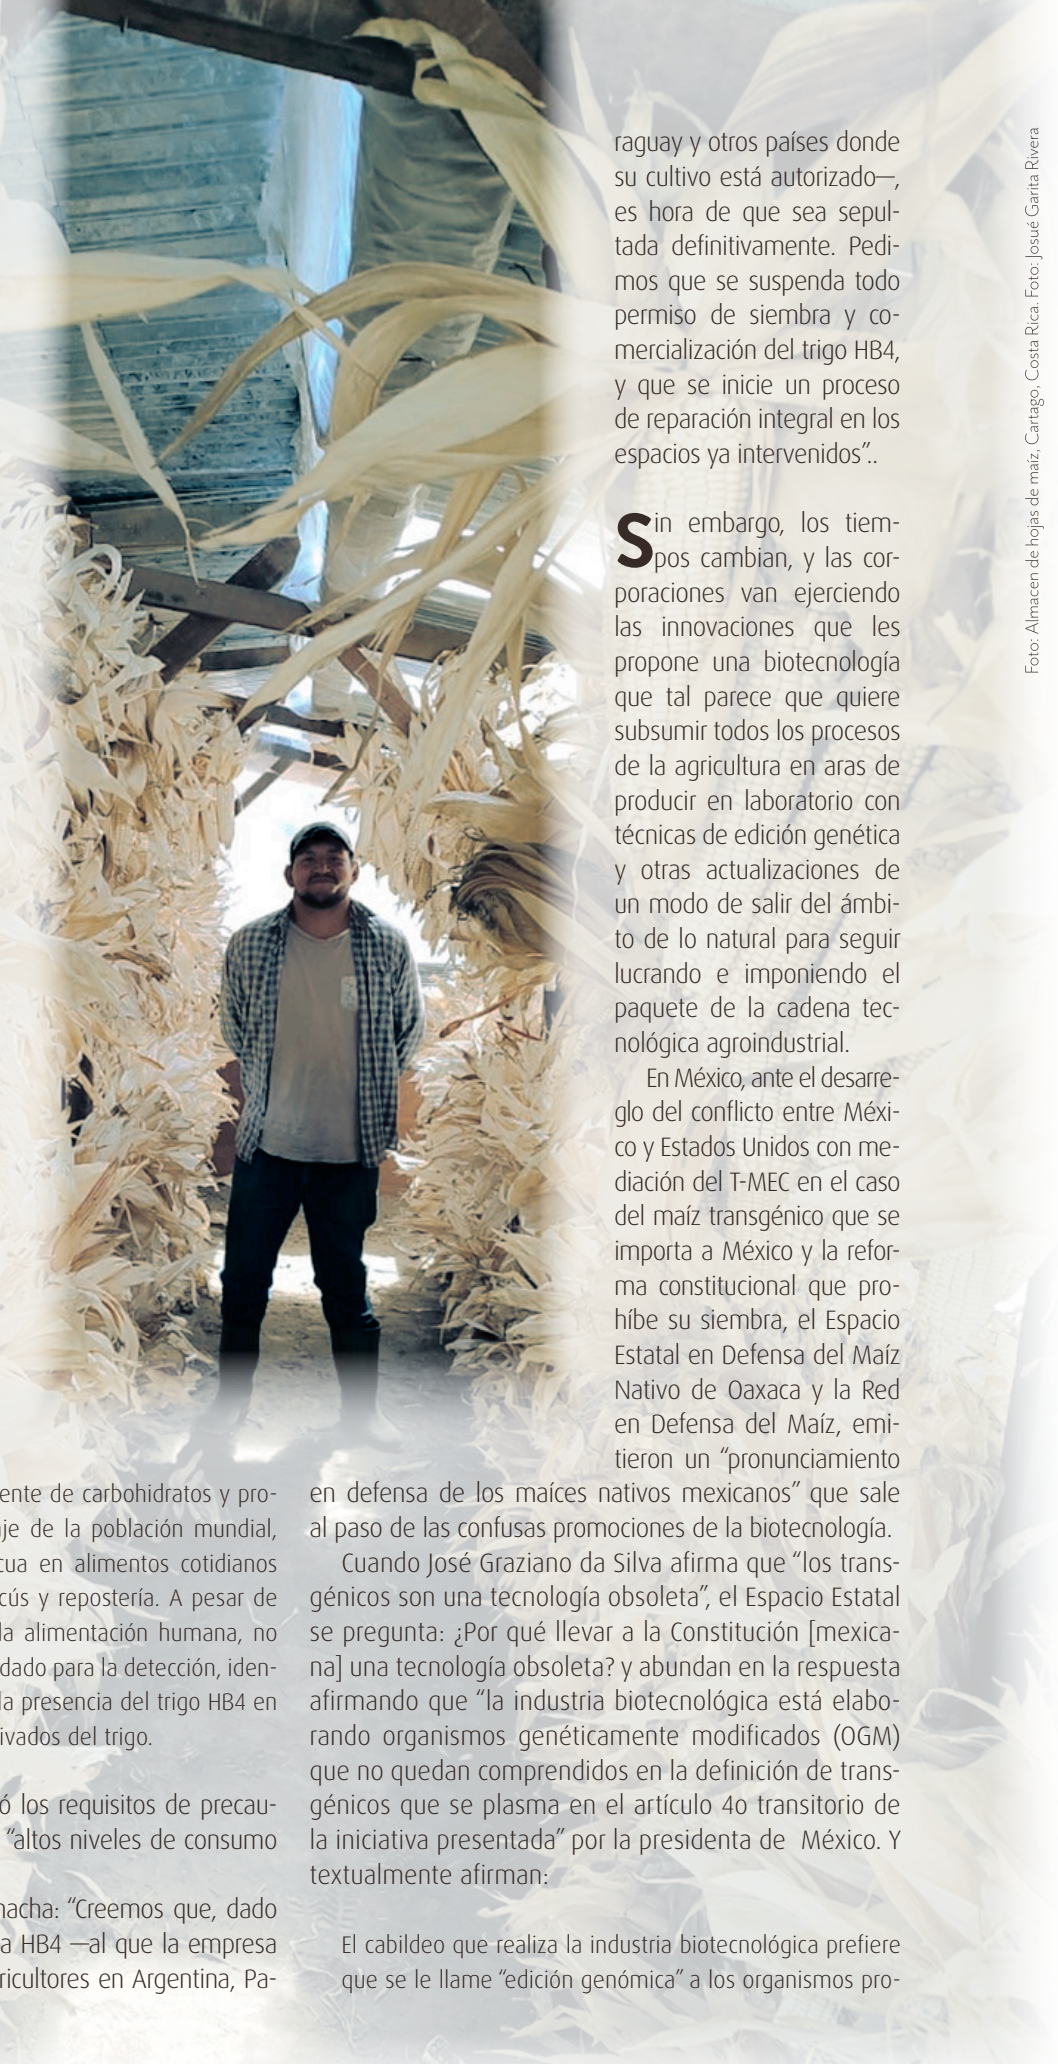 ente de carbohidratos y pro-
je de la población mundial,
cua en alimentos cotidianos
cús y repostería. A pesar de
la alimentación humana, no
dado para la detección, iden-
la presencia del trigo HB4 en
ivados del trigo.
ó los requisitos de precau-
“altos niveles de consumo
nacha: “Creemos que, dado
a HB4 —al que la empresa
ricultores en Argentina, Pa-
raguay y otros países donde
su cultivo está autorizado—,
es hora de que sea sepul-
tada definitivamente. Pedi-
mos que se suspenda todo
permiso de siembra y co-
mercialización del trigo HB4,
y que se inicie un proceso
de reparación integral en los
espacios ya intervenidos”..
Sin embargo, los tiem-
pos cambian, y las cor-
poraciones van ejerciendo
las innovaciones que les
propone una biotecnología
que tal parece que quiere
subsumir todos los procesos
de la agricultura en aras de
producir en laboratorio con
técnicas de edición genética
y otras actualizaciones de
un modo de salir del ámbi-
to de lo natural para seguir
lucrando e imponiendo el
paquete de la cadena tec-
nológica agroindustrial.
En México, ante el desarre-
glo del conflicto entre Méxi-
co y Estados Unidos con me-
diación del T-MEC en el caso
del maíz transgénico que se
importa a México y la refor-
ma constitucional que pro-
híbe su siembra, el Espacio
Estatal en Defensa del Maíz
Nativo de Oaxaca y la Red
en Defensa del Maíz, emi-
tieron un “pronunciamiento
en defensa de los maíces nativos mexicanos” que sale
al paso de las confusas promociones de la biotecnología.
Cuando José Graziano da Silva afirma que “los trans-
génicos son una tecnología obsoleta”, el Espacio Estatal
se pregunta: ¿Por qué llevar a la Constitución [mexica-
na] una tecnología obsoleta? y abundan en la respuesta
afirmando que “la industria biotecnológica está elabo-
rando organismos genéticamente modificados (OGM)
que no quedan comprendidos en la definición de trans-
génicos que se plasma en el artículo 4o transitorio de
la iniciativa presentada” por la presidenta de México. Y
textualmente afirman:
El cabildeo que realiza la industria biotecnológica prefiere
que se le llame “edición genómica” a los organismos pro-
Foto: Almacen de hojas de maíz, Cartago, Costa Rica. Foto: Josué Garita Rivera